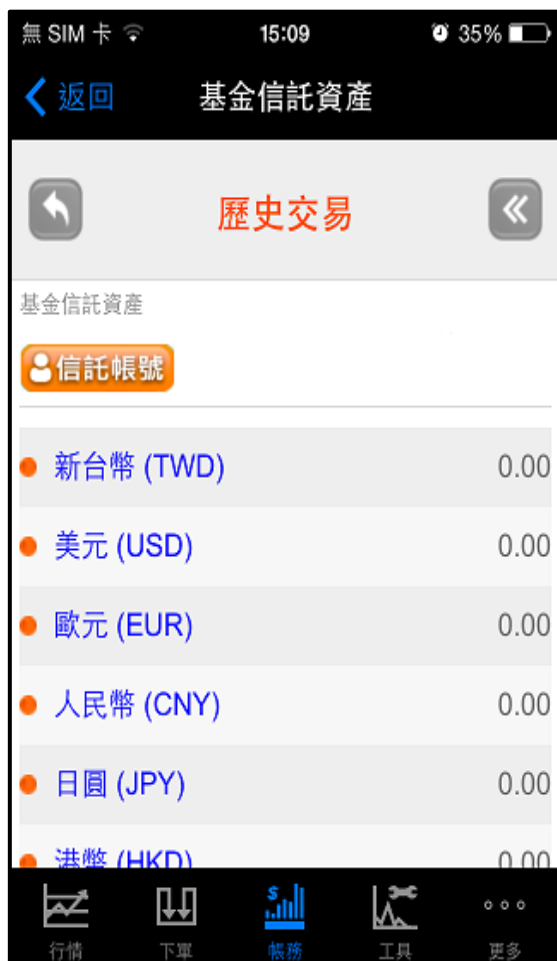 無 SIM 卡 15:09 35%
返回 基金信託資產
歷史交易
基金信託資產
信託帳號
新台幣 (TWD) 0.00
美元 (USD) 0.00
歐元 (EUR) 0.00
人民幣 (CNY) 0.00
日圓 (JPY) 0.00
港幣 (HKD) 0.00
行情 下單 帳務 工具 更多